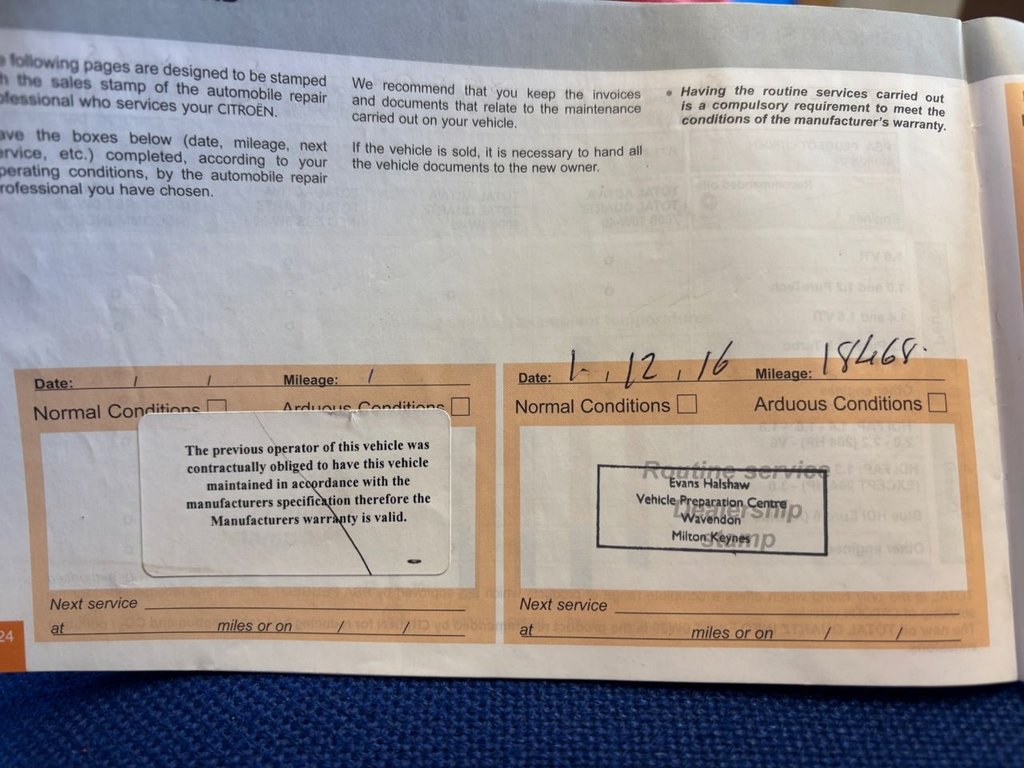 following pages are designed to be stamped
the sales stamp of the automobile repair
professional who services your CITROËN.
the boxes below (date, mileage, next
service, etc.) completed, according to your
operating conditions, by the automobile repair
professional you have chosen.
We recommend that you keep the invoices
and documents that relate to the maintenance
carried out on your vehicle.
If the vehicle is sold, it is necessary to hand all
the vehicle documents to the new owner.
• Having the routine services carried out
is a compulsory requirement to meet the
conditions of the manufacturer's warranty.
Date: / / Mileage: /
Normal Conditions Arduous Conditions
The previous operator of this vehicle was
contractually obliged to have this vehicle
maintained in accordance with the
manufacturers specification therefore the
Manufacturers warranty is valid.
Next service
at miles or on / /
Date: 1.12.16 Mileage: 18468.
Normal Conditions Arduous Conditions
Routine service
Dealership
stamp
Evans Halshaw
Vehicle Preparation Centre
Wavendon
Milton Keynes
Next service
at miles or on / /
24